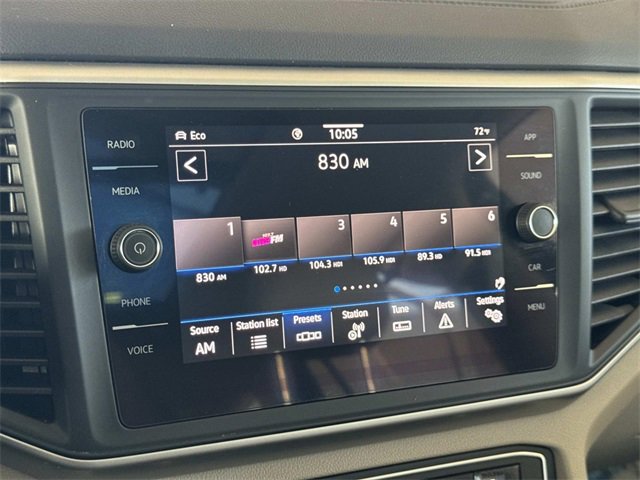 RADIO
MEDIA
PHONE
VOICE
Eco
10:05
72°F
830 AM
1
FM
3
4
5
6
830 AM
102.7 HD
104.3 HD1
105.9 HD1
89.3 HD
91.5 HD1
Source
AM
Station list
Presets
Station
Tune
Alerts
Settings
APP
SOUND
CAR
MENU